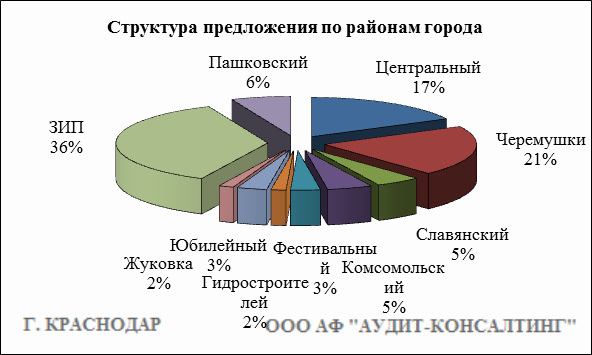 Структура предложения по районам города
Пашковский
6%
Центральный
17%
ЗИП
36%
Черемушки
21%
Славянский
5%
Комсомольск
ий
5%
Фестивальны
й
3%
Гидростроите
лей
2%
Юбилейный
3%
Жуковка
2%
Г. КРАСНОДАР
ООО АФ "АУДИТ-КОНСАЛТИНГ"